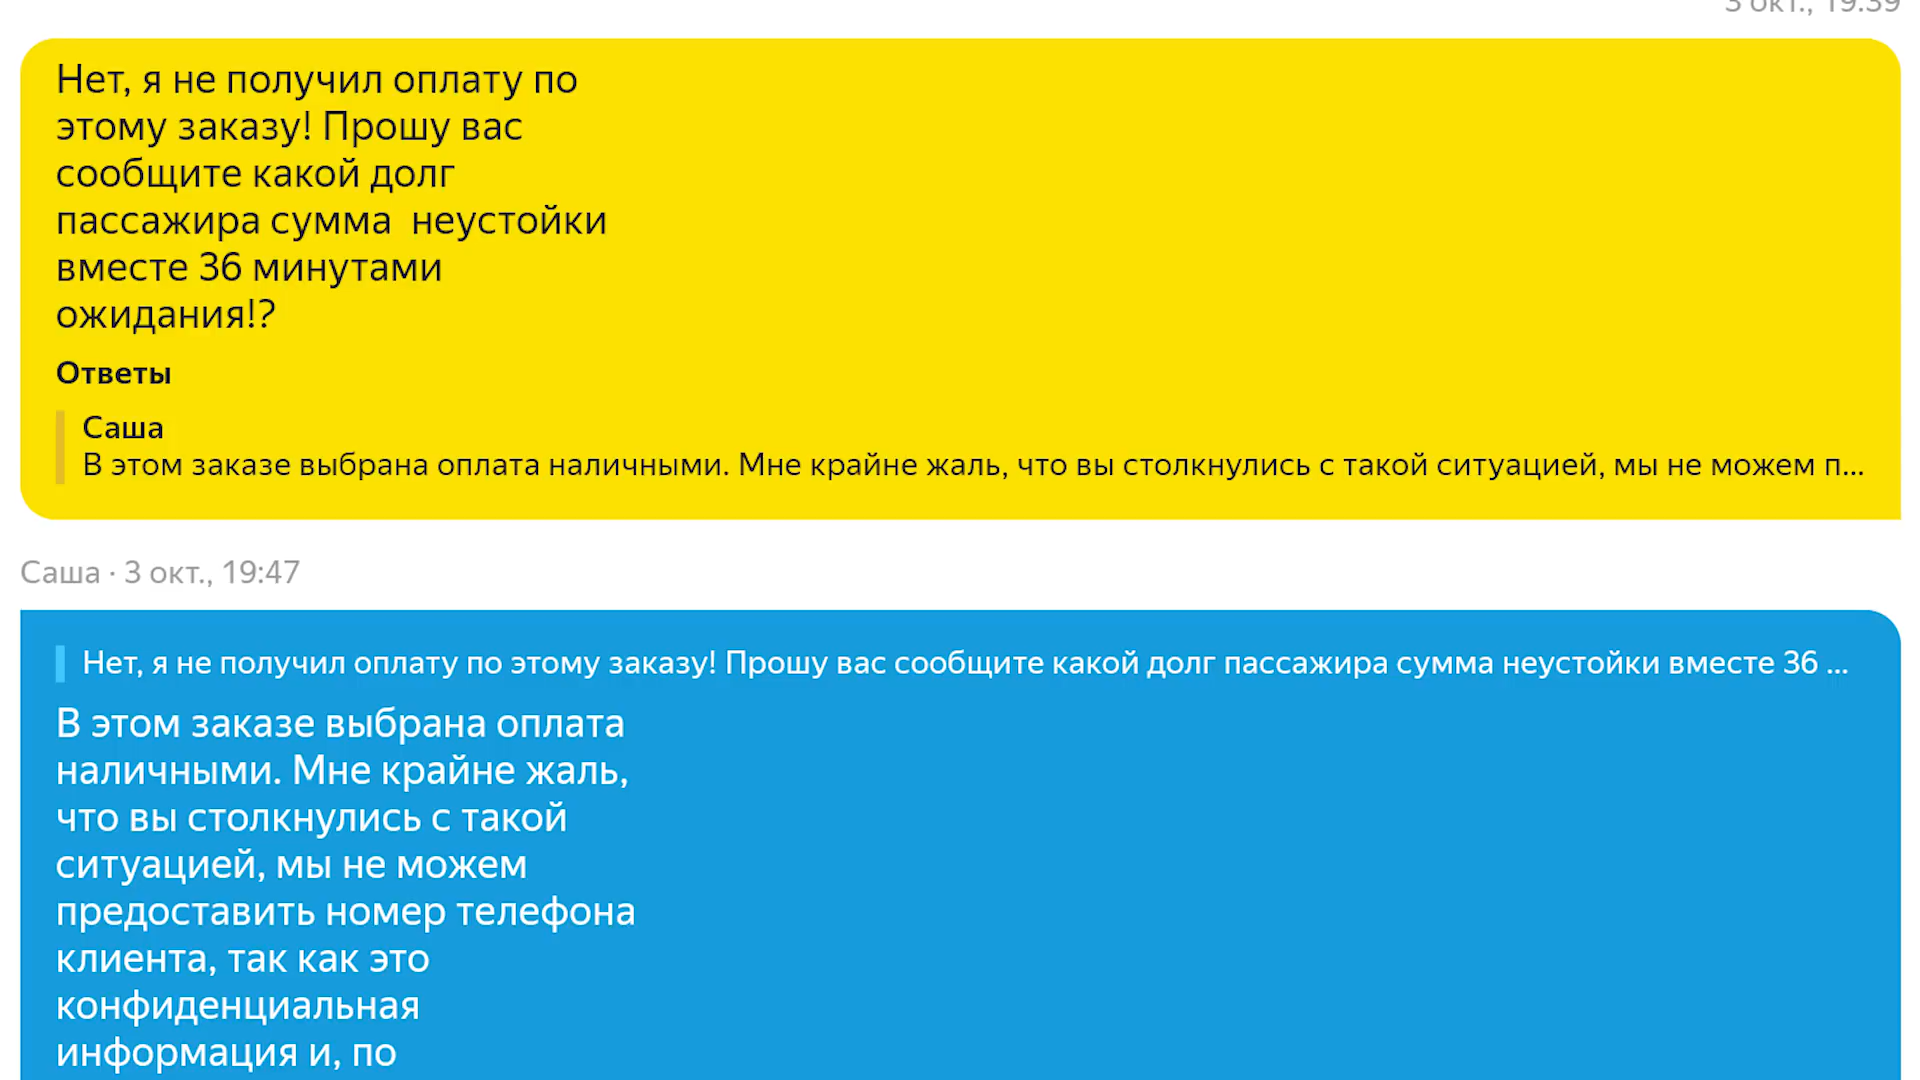 3 окт., 19:39
Нет, я не получил оплату по
этому заказу! Прошу вас
сообщите какой долг
пассажира сумма  неустойки
вместе 36 минутами
ожидания!?
Ответы
Саша
В этом заказе выбрана оплата наличными. Мне крайне жаль, что вы столкнулись с такой ситуацией, мы не можем п...
Саша · 3 окт., 19:47
Нет, я не получил оплату по этому заказу! Прошу вас сообщите какой долг пассажира сумма неустойки вместе 36 ...
В этом заказе выбрана оплата
наличными. Мне крайне жаль,
что вы столкнулись с такой
ситуацией, мы не можем
предоставить номер телефона
клиента, так как это
конфиденциальная
информация и, по